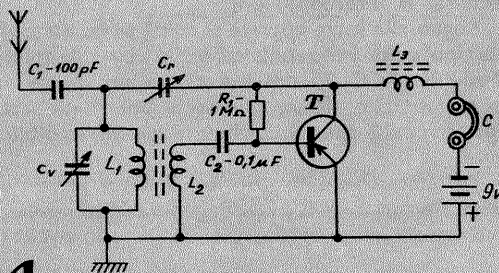 C₁-100pF
Cr
L₃
R₁-
1MΩ
T
C
Cv
L₁
L₂
C₂-0,1μF
-
9v
+